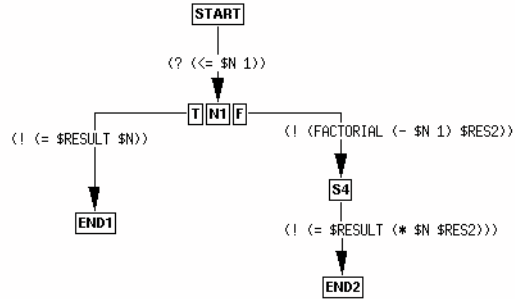 START
(? (<= $N 1))
T N1 F
(! (= $RESULT $N))
(! (FACTORIAL (- $N 1) $RES2))
S4
END1
(! (= $RESULT (* $N $RES2)))
END2